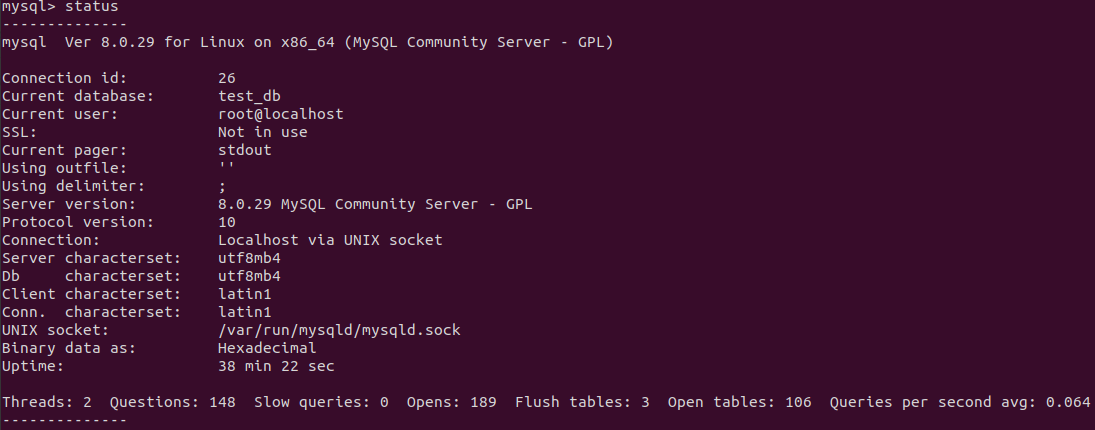 mysql> status
--------------
mysql  Ver 8.0.29 for Linux on x86_64 (MySQL Community Server - GPL)

Connection id:          26
Current database:       test_db
Current user:           root@localhost
SSL:                    Not in use
Current pager:          stdout
Using outfile:          ''
Using delimiter:        ;
Server version:         8.0.29 MySQL Community Server - GPL
Protocol version:       10
Connection:             Localhost via UNIX socket
Server characterset:    utf8mb4
Db     characterset:    utf8mb4
Client characterset:    latin1
Conn.  characterset:    latin1
UNIX socket:            /var/run/mysqld/mysqld.sock
Binary data as:         Hexadecimal
Uptime:                 38 min 22 sec

Threads: 2  Questions: 148  Slow queries: 0  Opens: 189  Flush tables: 3  Open tables: 106  Queries per second avg: 0.064
--------------